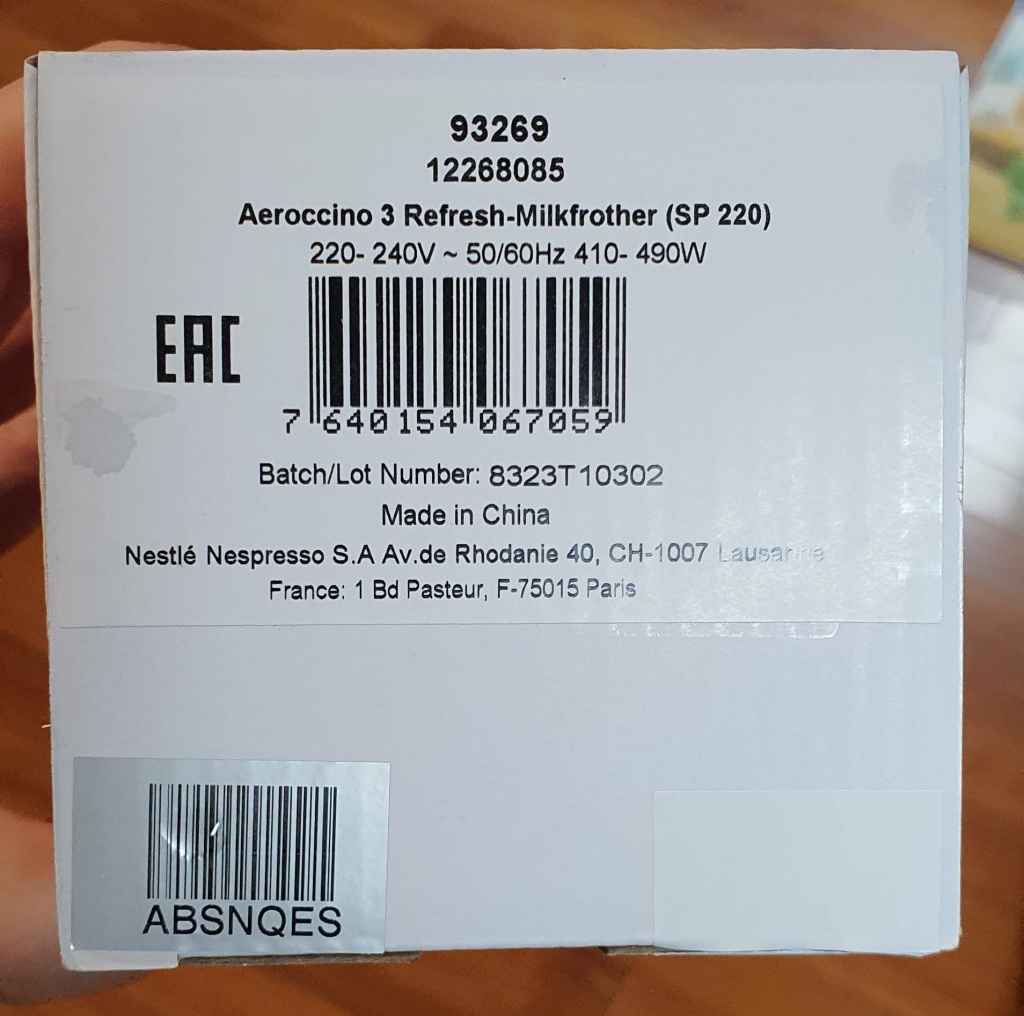 93269
12268085
Aeroccino 3 Refresh-Milkfrother (SP 220)
220- 240V ~ 50/60Hz 410- 490W
EAC
7 640154 067059
Batch/Lot Number: 8323T10302
Made in China
Nestlé Nespresso S.A Av.de Rhodanie 40, CH-1007 Lausanne
France: 1 Bd Pasteur, F-75015 Paris
ABSNQES